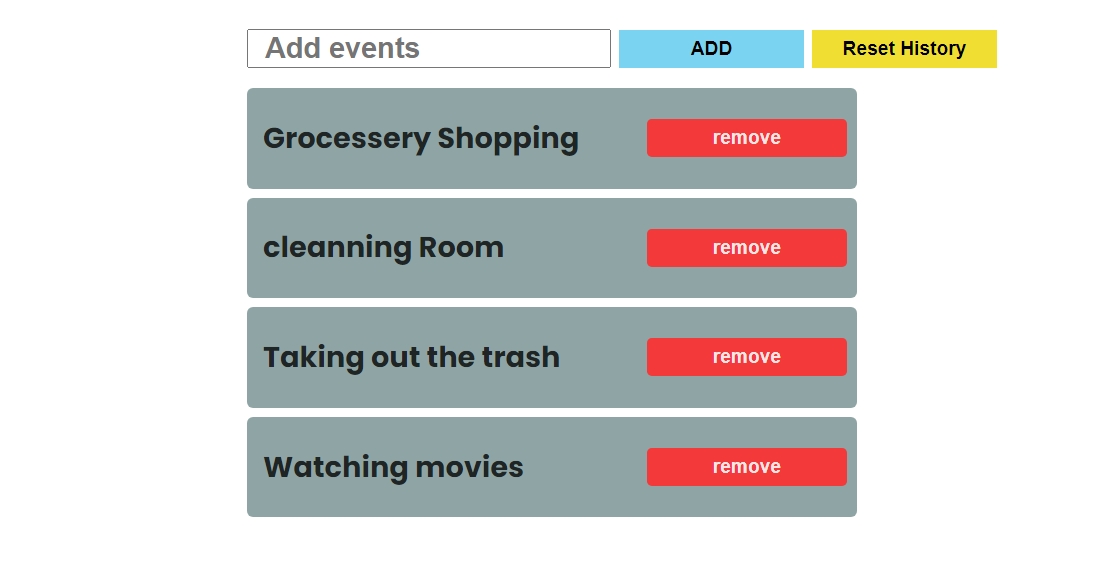 Add events
ADD
Reset History
Grocessery Shopping
remove
cleanning Room
remove
Taking out the trash
remove
Watching movies
remove